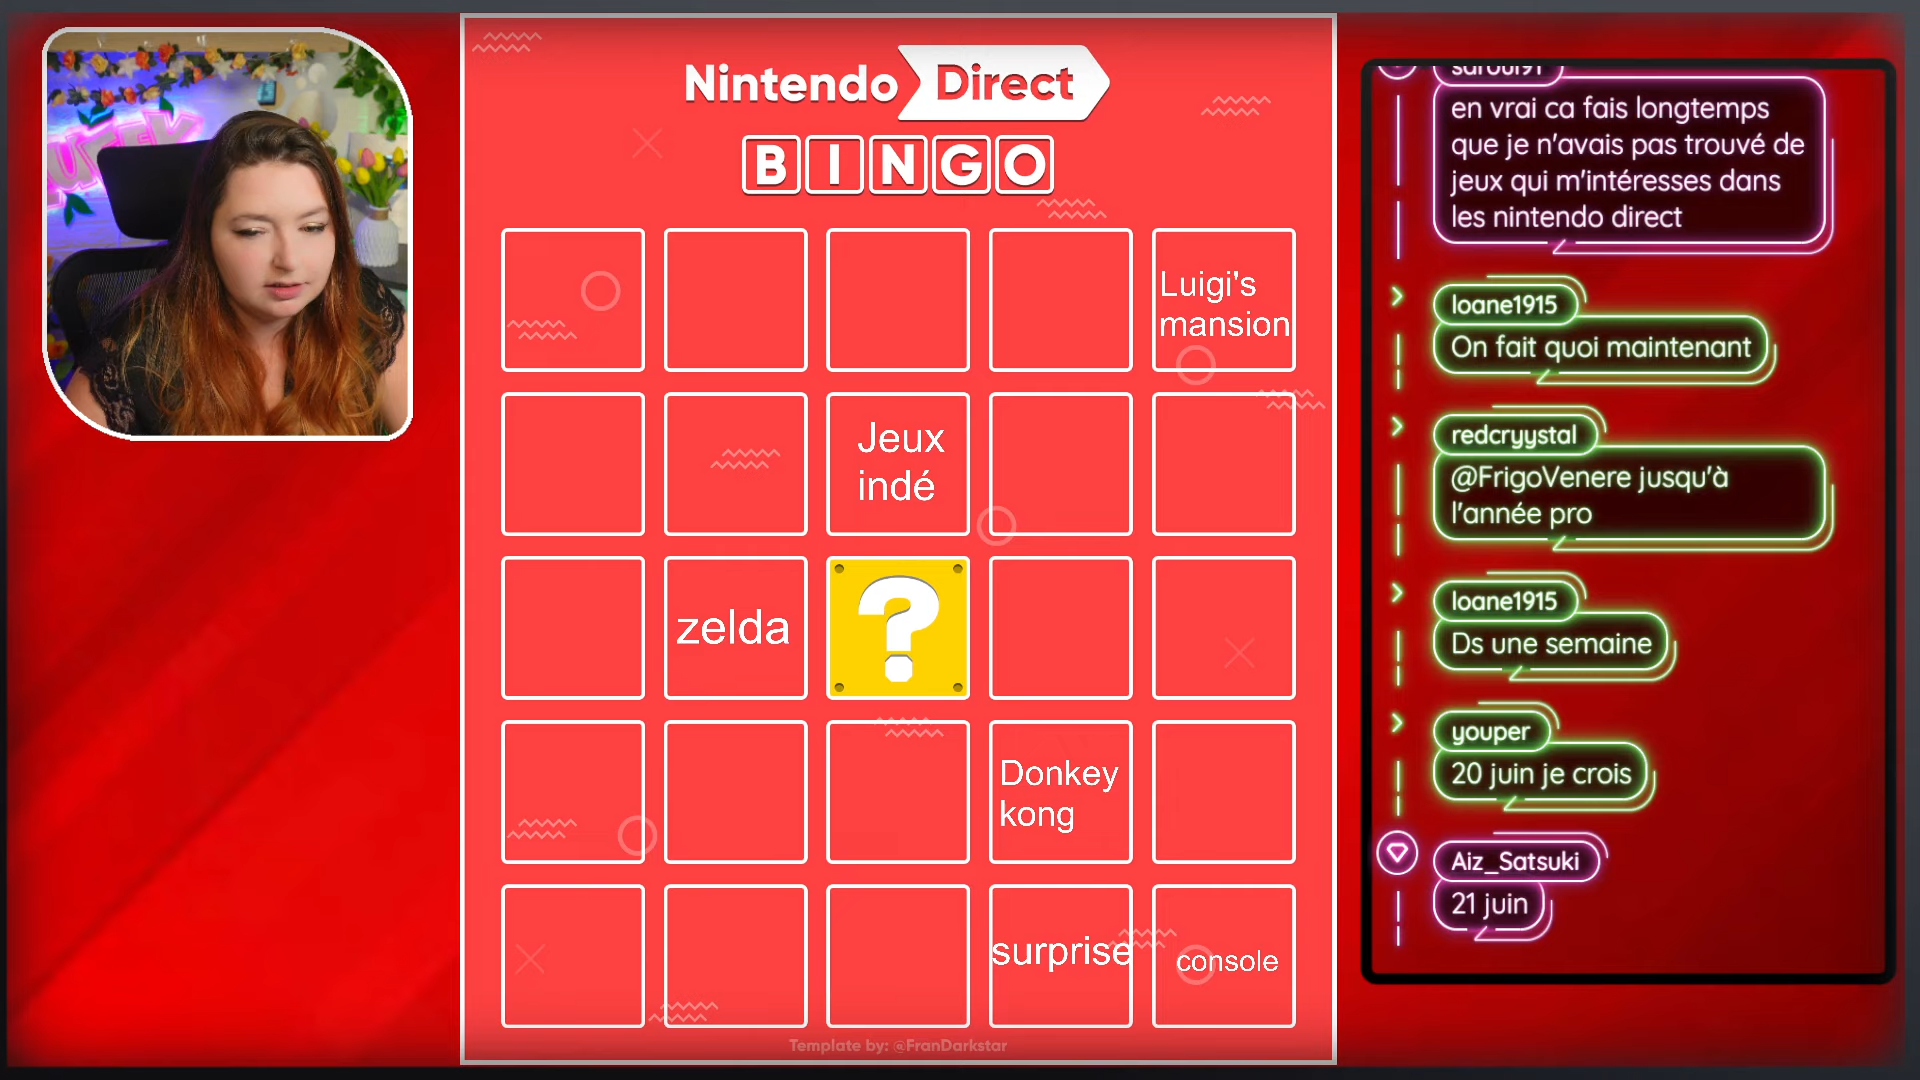 Nintendo Direct
BINGO
Luigi's
mansion
Jeux
indé
zelda
?
Donkey
kong
surprise
console
Template by: @FranDarkstar
saroui91
en vrai ca fais longtemps
que je n'avais pas trouvé de
jeux qui m'intéresses dans
les nintendo direct
loane1915
On fait quoi maintenant
redcryystal
@FrigoVenere jusqu'à
l'année pro
loane1915
Ds une semaine
youper
20 juin je crois
Aiz_Satsuki
21 juin